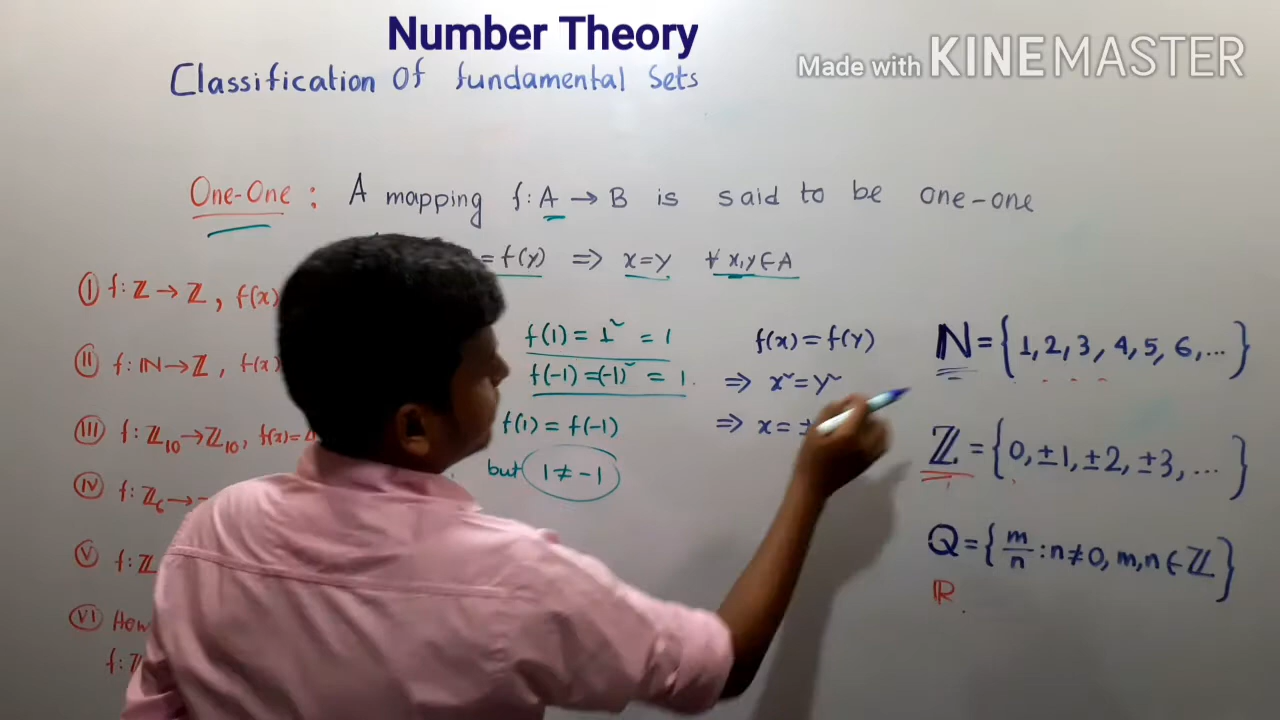 Number Theory
Made with KINEMASTER
Classification Of fundamental Sets
One-One : A mapping f: A → B is said to be one-one
= f(y) ⇒ x=y ∀ x,y ∈ A
(I) f: ℤ → ℤ, f(x)
(II) f: ℕ → ℤ, f(x)
(III) f: ℤ₁₀ → ℤ₁₀, f(x)=
(IV) f: ℤ₆ →
(V) f: ℤ
(VI) How
f: ℤ
f(1) = 1² = 1
f(-1) = (-1)² = 1.
f(1) = f(-1)
but 1 ≠ -1
f(x) = f(y)
⇒ x² = y²
⇒ x = ±
ℕ = {1, 2, 3, 4, 5, 6, ...}
ℤ = {0, ±1, ±2, ±3, ...}
Q = {m/n : n ≠ 0, m, n ∈ ℤ}
ℝ.